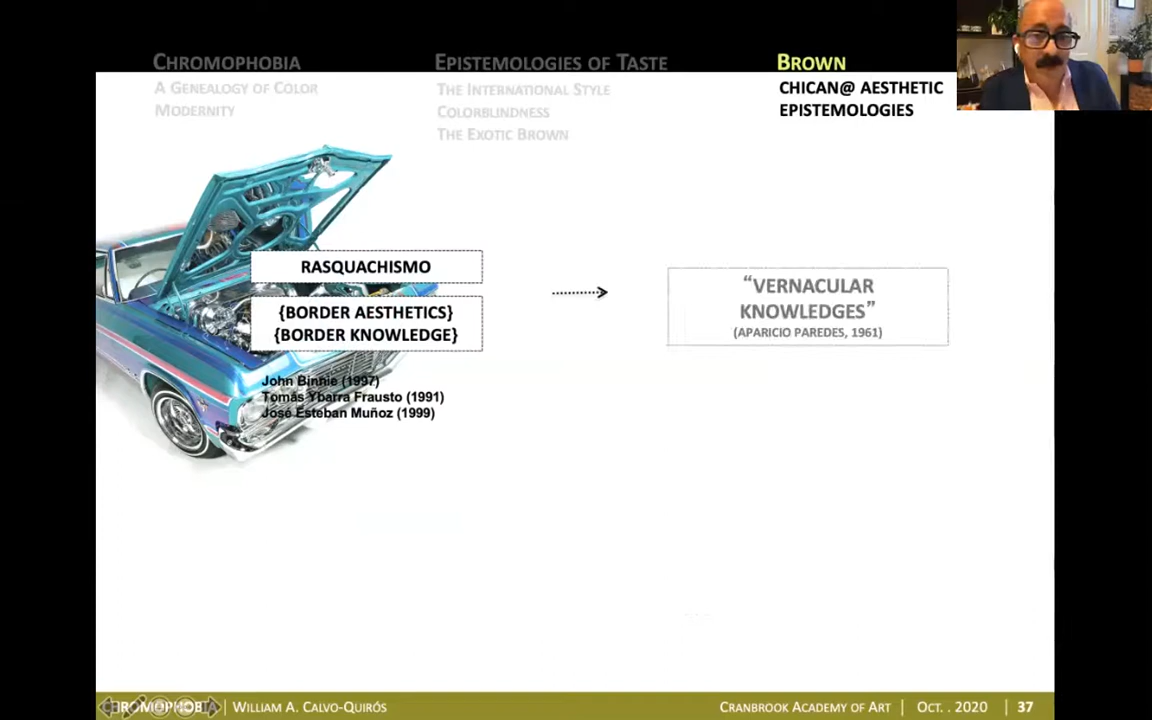 CHROMOPHOBIA
A GENEALOGY OF COLOR
MODERNITY
EPISTEMOLOGIES OF TASTE
THE INTERNATIONAL STYLE
COLORBLINDNESS
THE EXOTIC BROWN
BROWN
CHICAN@ AESTHETIC
EPISTEMOLOGIES
RASQUACHISMO
{BORDER AESTHETICS}
{BORDER KNOWLEDGE}
John Binnie (1997)
Tomás Ybarra Frausto (1991)
José Esteban Muñoz (1999)
“VERNACULAR
KNOWLEDGES”
(APARICIO PAREDES, 1961)
CHROMOPHOBIA | WILLIAM A. CALVO-QUIRÓS
CRANBROOK ACADEMY OF ART | OCT. . 2020 | 37